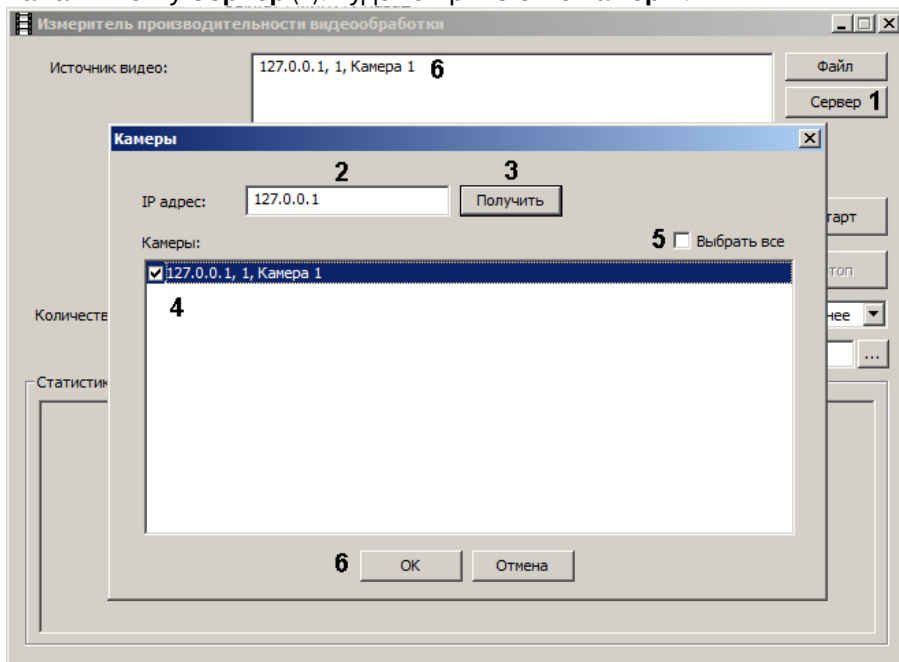 Измеритель производительности видеообработки
Источник видео:
127.0.0.1, 1, Камера 1 6
Файл
Сервер 1
Камеры
2 3
IP адрес: 127.0.0.1 Получить
тарт
Камеры: 5 Выбрать все
127.0.0.1, 1, Камера 1
топ
4
Количеств
нее
...
Статистик
6 OK Отмена